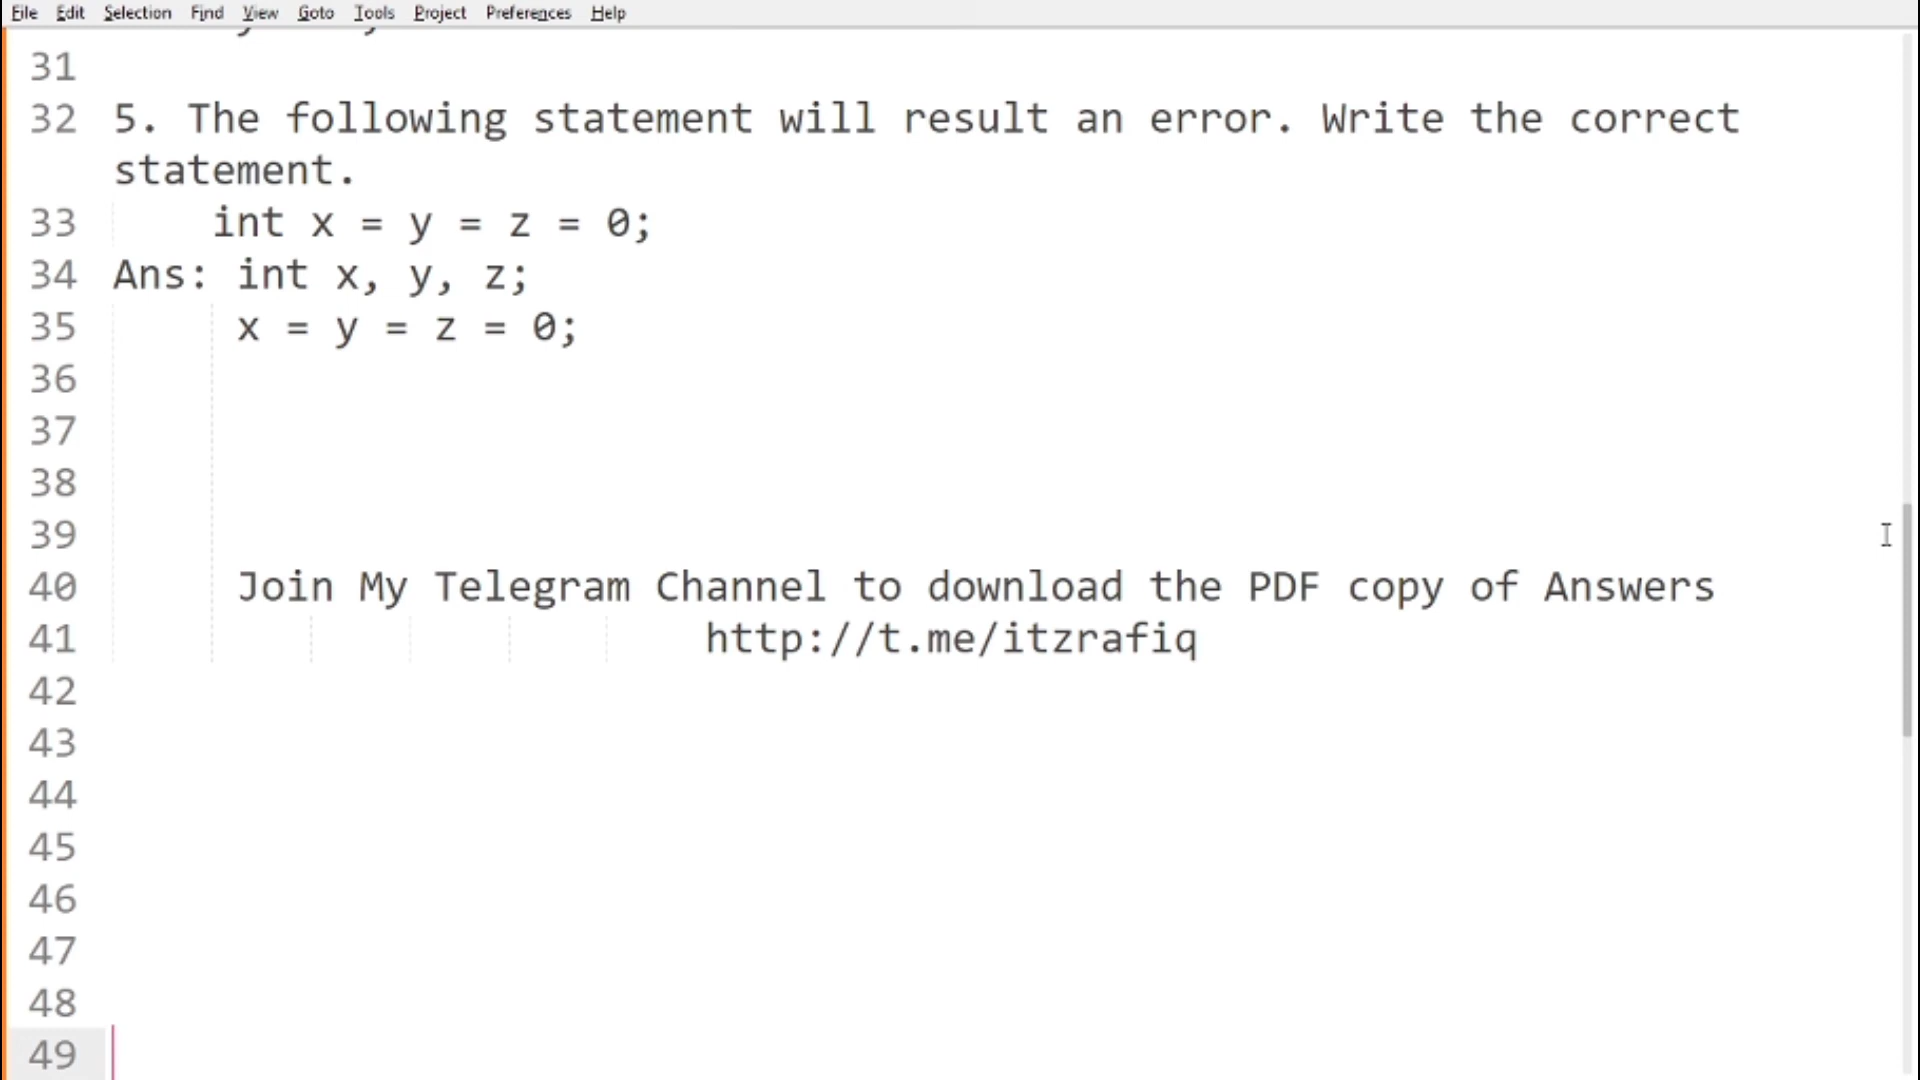 File Edit Selection Find View Goto Tools Project Preferences Help
31
32 5. The following statement will result an error. Write the correct
statement.
33 int x = y = z = 0;
34 Ans: int x, y, z;
35 x = y = z = 0;
36
37
38
39
40 Join My Telegram Channel to download the PDF copy of Answers
41 http://t.me/itzrafiq
42
43
44
45
46
47
48
49